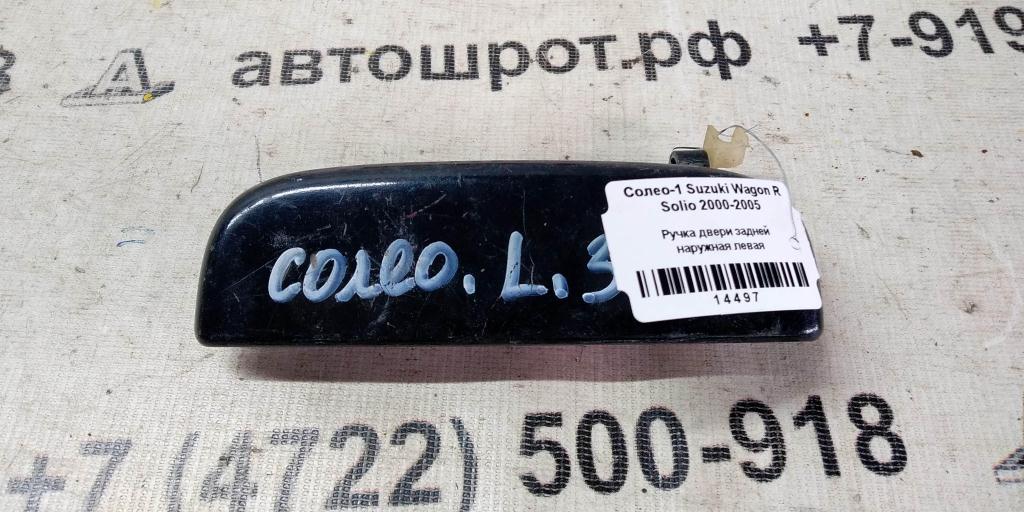 автошрот.рф +7-919
солео. L. З
Солео-1 Suzuki Wagon R
Solio 2000-2005
Ручка двери задней
наружная левая
14497
+7 (4722) 500-918